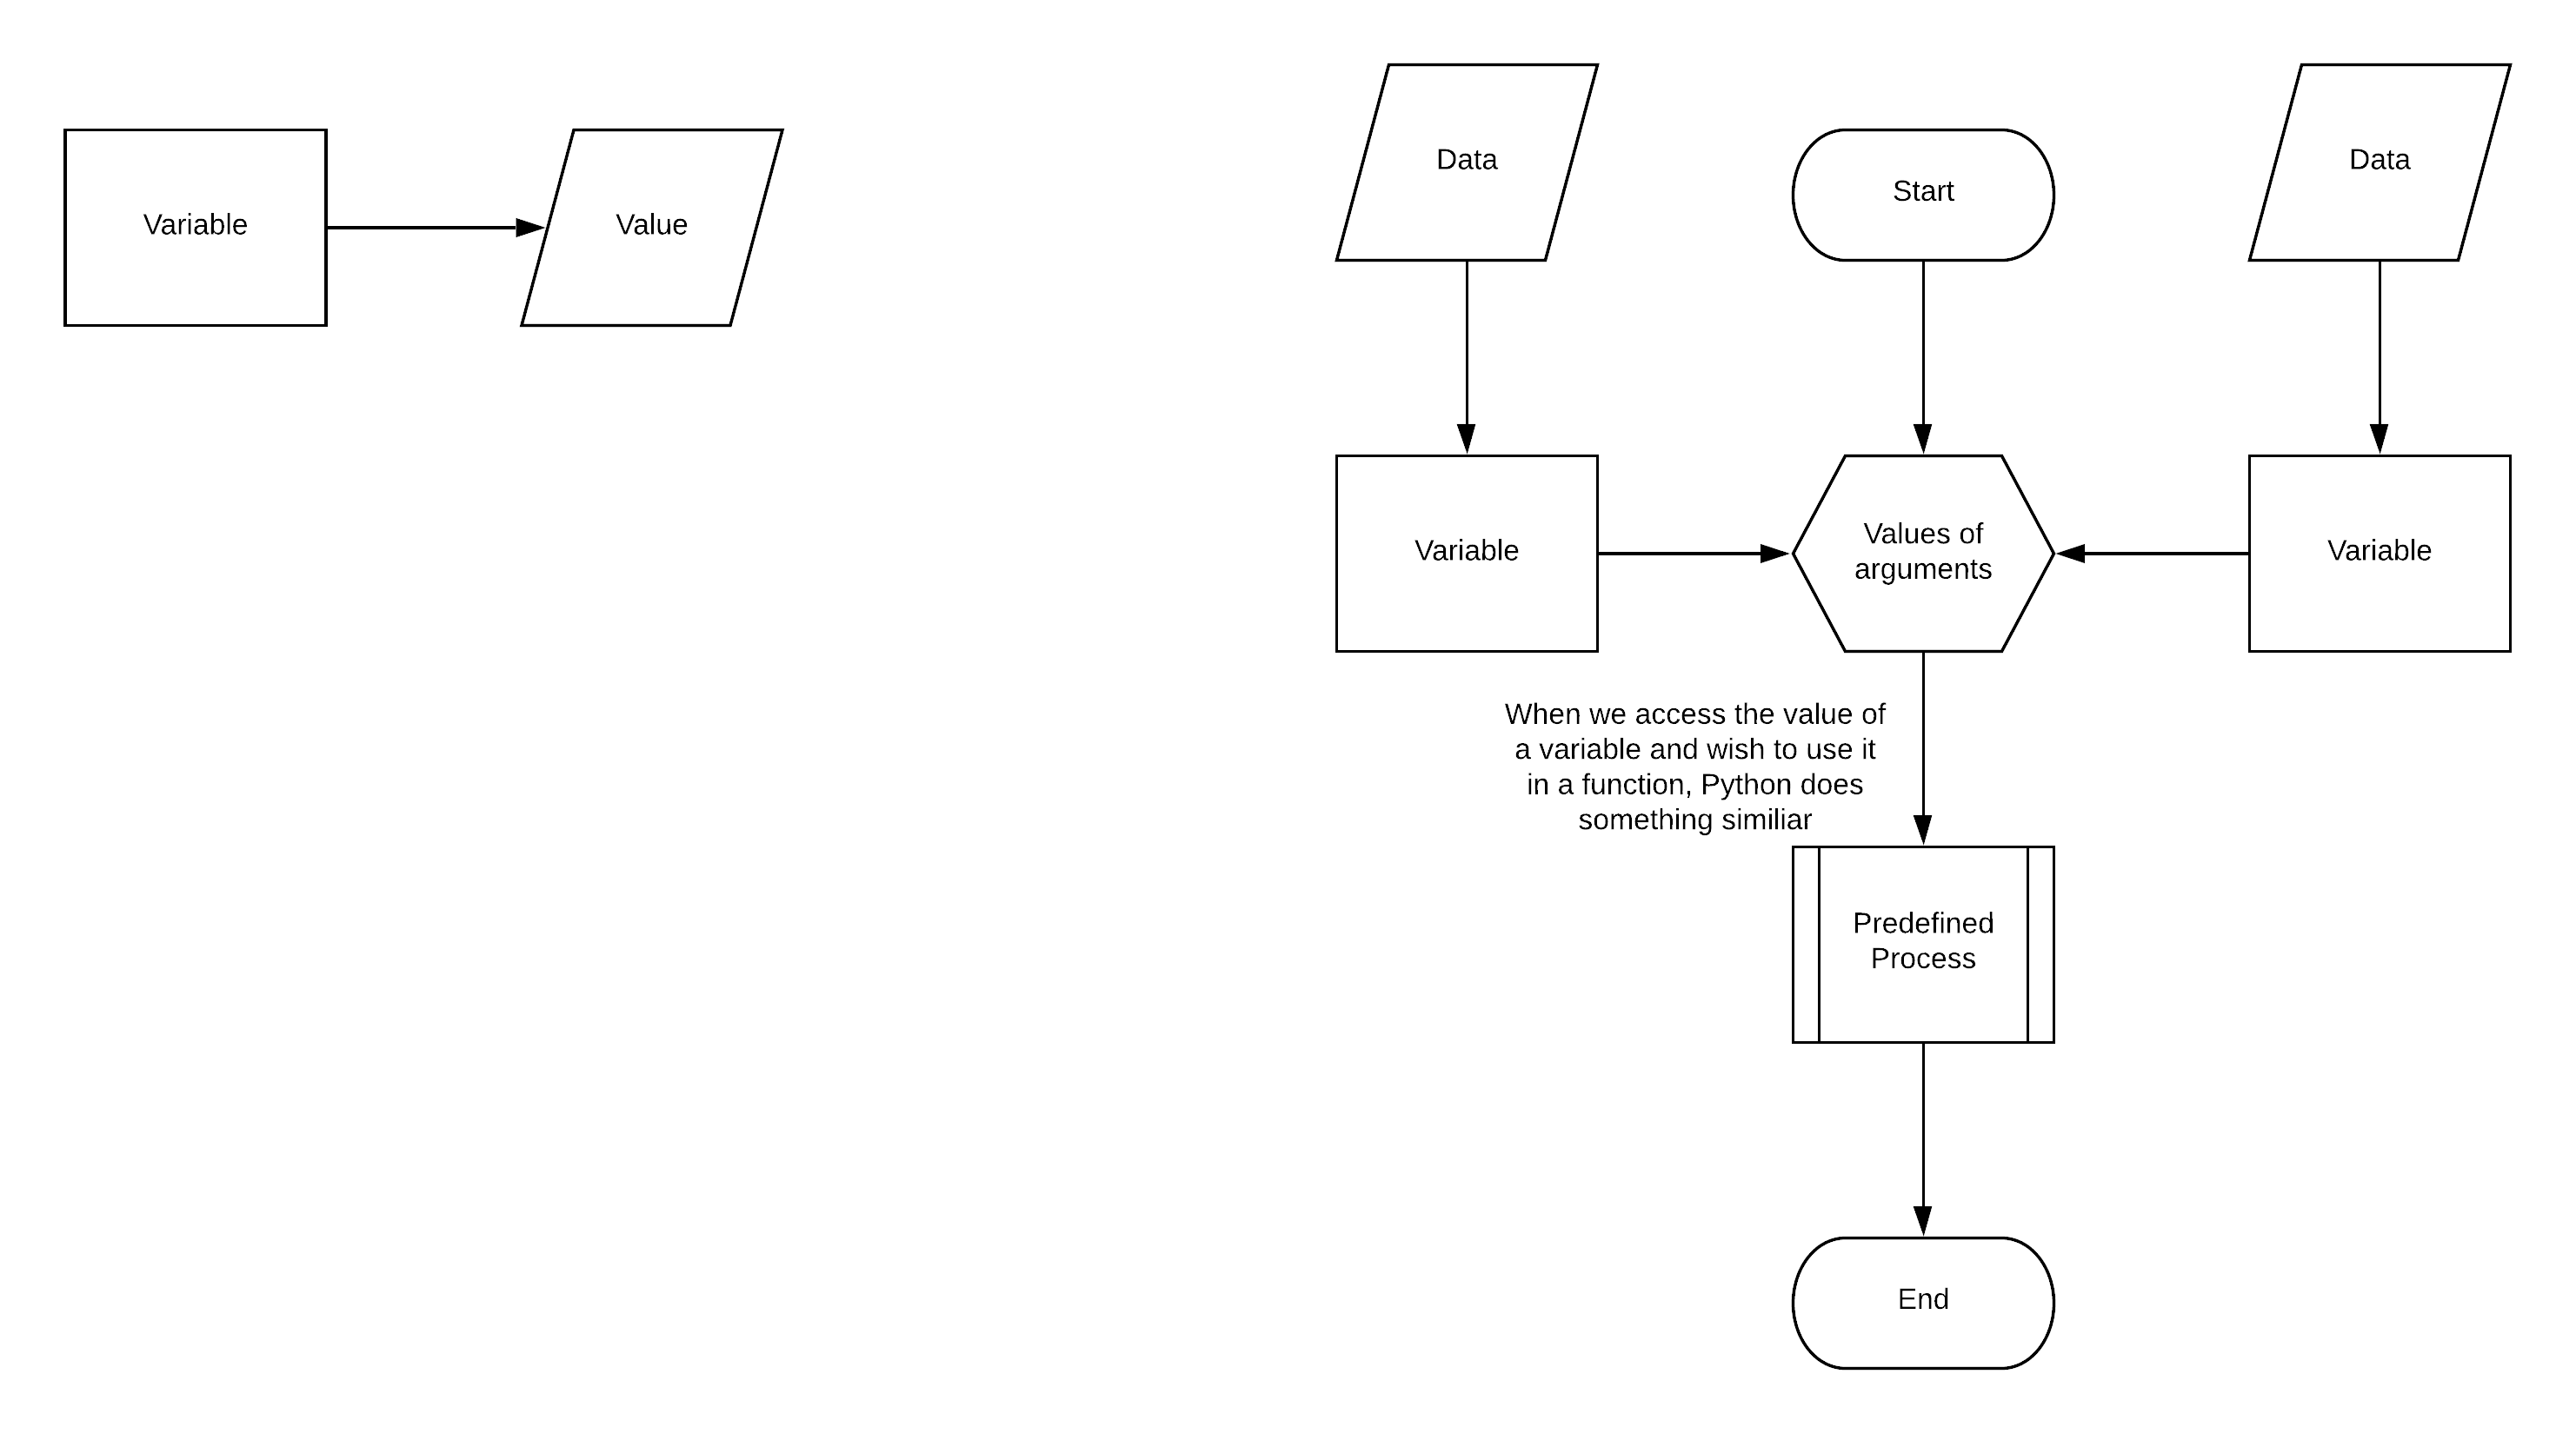 Variable
Value
Data
Start
Data
Variable
Values of
arguments
Variable
When we access the value of
a variable and wish to use it
in a function, Python does
something similiar
Predefined
Process
End